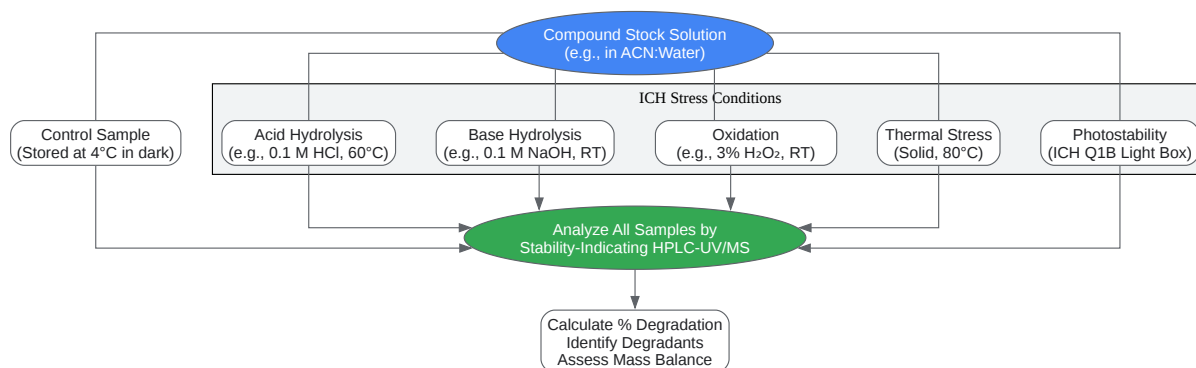 Compound Stock Solution
(e.g., in ACN:Water)
ICH Stress Conditions
Control Sample
(Stored at 4°C in dark)
Acid Hydrolysis
(e.g., 0.1 M HCl, 60°C)
Base Hydrolysis
(e.g., 0.1 M NaOH, RT)
Oxidation
(e.g., 3% H₂O₂, RT)
Thermal Stress
(Solid, 80°C)
Photostability
(ICH Q1B Light Box)
Analyze All Samples by
Stability-Indicating HPLC-UV/MS
Calculate % Degradation
Identify Degradants
Assess Mass Balance